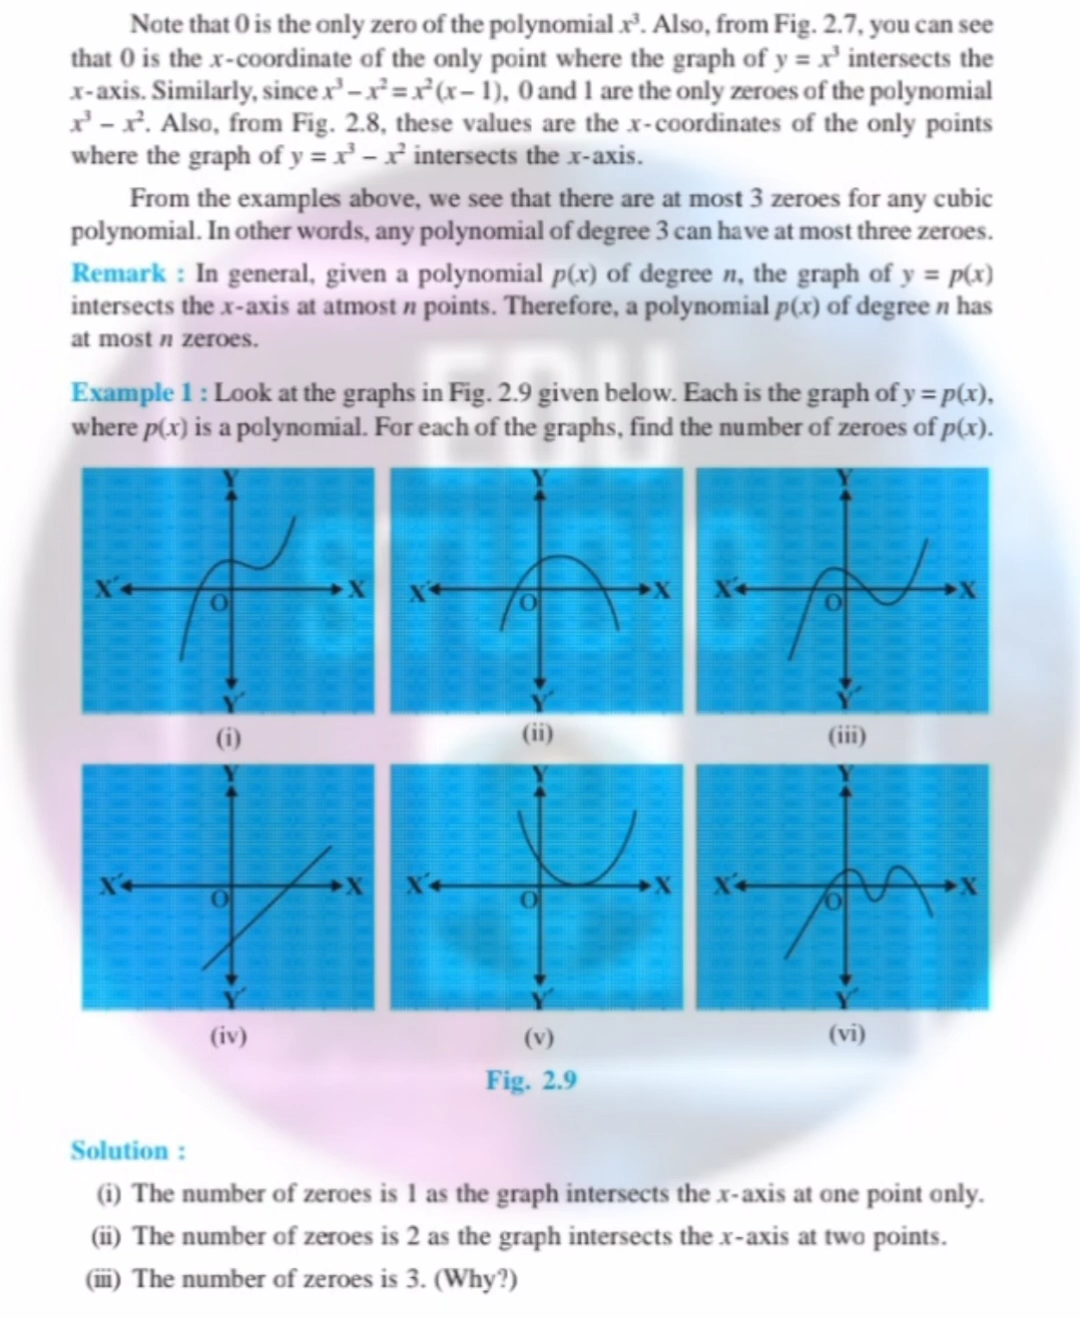 Note that 0 is the only zero of the polynomial x³. Also, from Fig. 2.7, you can see
that 0 is the x-coordinate of the only point where the graph of y = x³ intersects the
x-axis. Similarly, since x³ – x² = x²(x – 1), 0 and 1 are the only zeroes of the polynomial
x³ – x². Also, from Fig. 2.8, these values are the x-coordinates of the only points
where the graph of y = x³ – x² intersects the x-axis.
From the examples above, we see that there are at most 3 zeroes for any cubic
polynomial. In other words, any polynomial of degree 3 can have at most three zeroes.
Remark : In general, given a polynomial p(x) of degree n, the graph of y = p(x)
intersects the x-axis at atmost n points. Therefore, a polynomial p(x) of degree n has
at most n zeroes.
Example 1 : Look at the graphs in Fig. 2.9 given below. Each is the graph of y = p(x),
where p(x) is a polynomial. For each of the graphs, find the number of zeroes of p(x).
EDU
STUDIO
Y Y Y
X′ O X X′ O X X′ O X
Y′ Y′ Y′
(i) (ii) (iii)
Y Y Y
X′ O X X′ O X X′ O X
Y′ Y′ Y′
(iv) (v) (vi)
Fig. 2.9
Solution :
(i) The number of zeroes is 1 as the graph intersects the x-axis at one point only.
(ii) The number of zeroes is 2 as the graph intersects the x-axis at two points.
(iii) The number of zeroes is 3. (Why?)